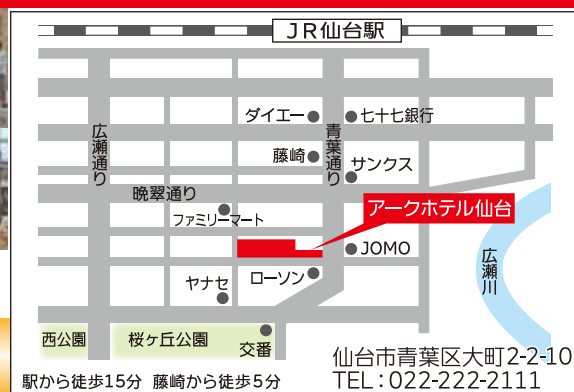 JR仙台駅
ダイエー
七十七銀行
広瀬通り
青葉通り
藤崎
サンクス
晩翠通り
アークホテル仙台
ファミリーマート
JOMO
広瀬川
ヤナセ
ローソン
西公園
桜ヶ丘公園
交番
仙台市青葉区大町2-2-10
駅から徒歩15分 藤崎から徒歩5分
TEL:022-222-2111